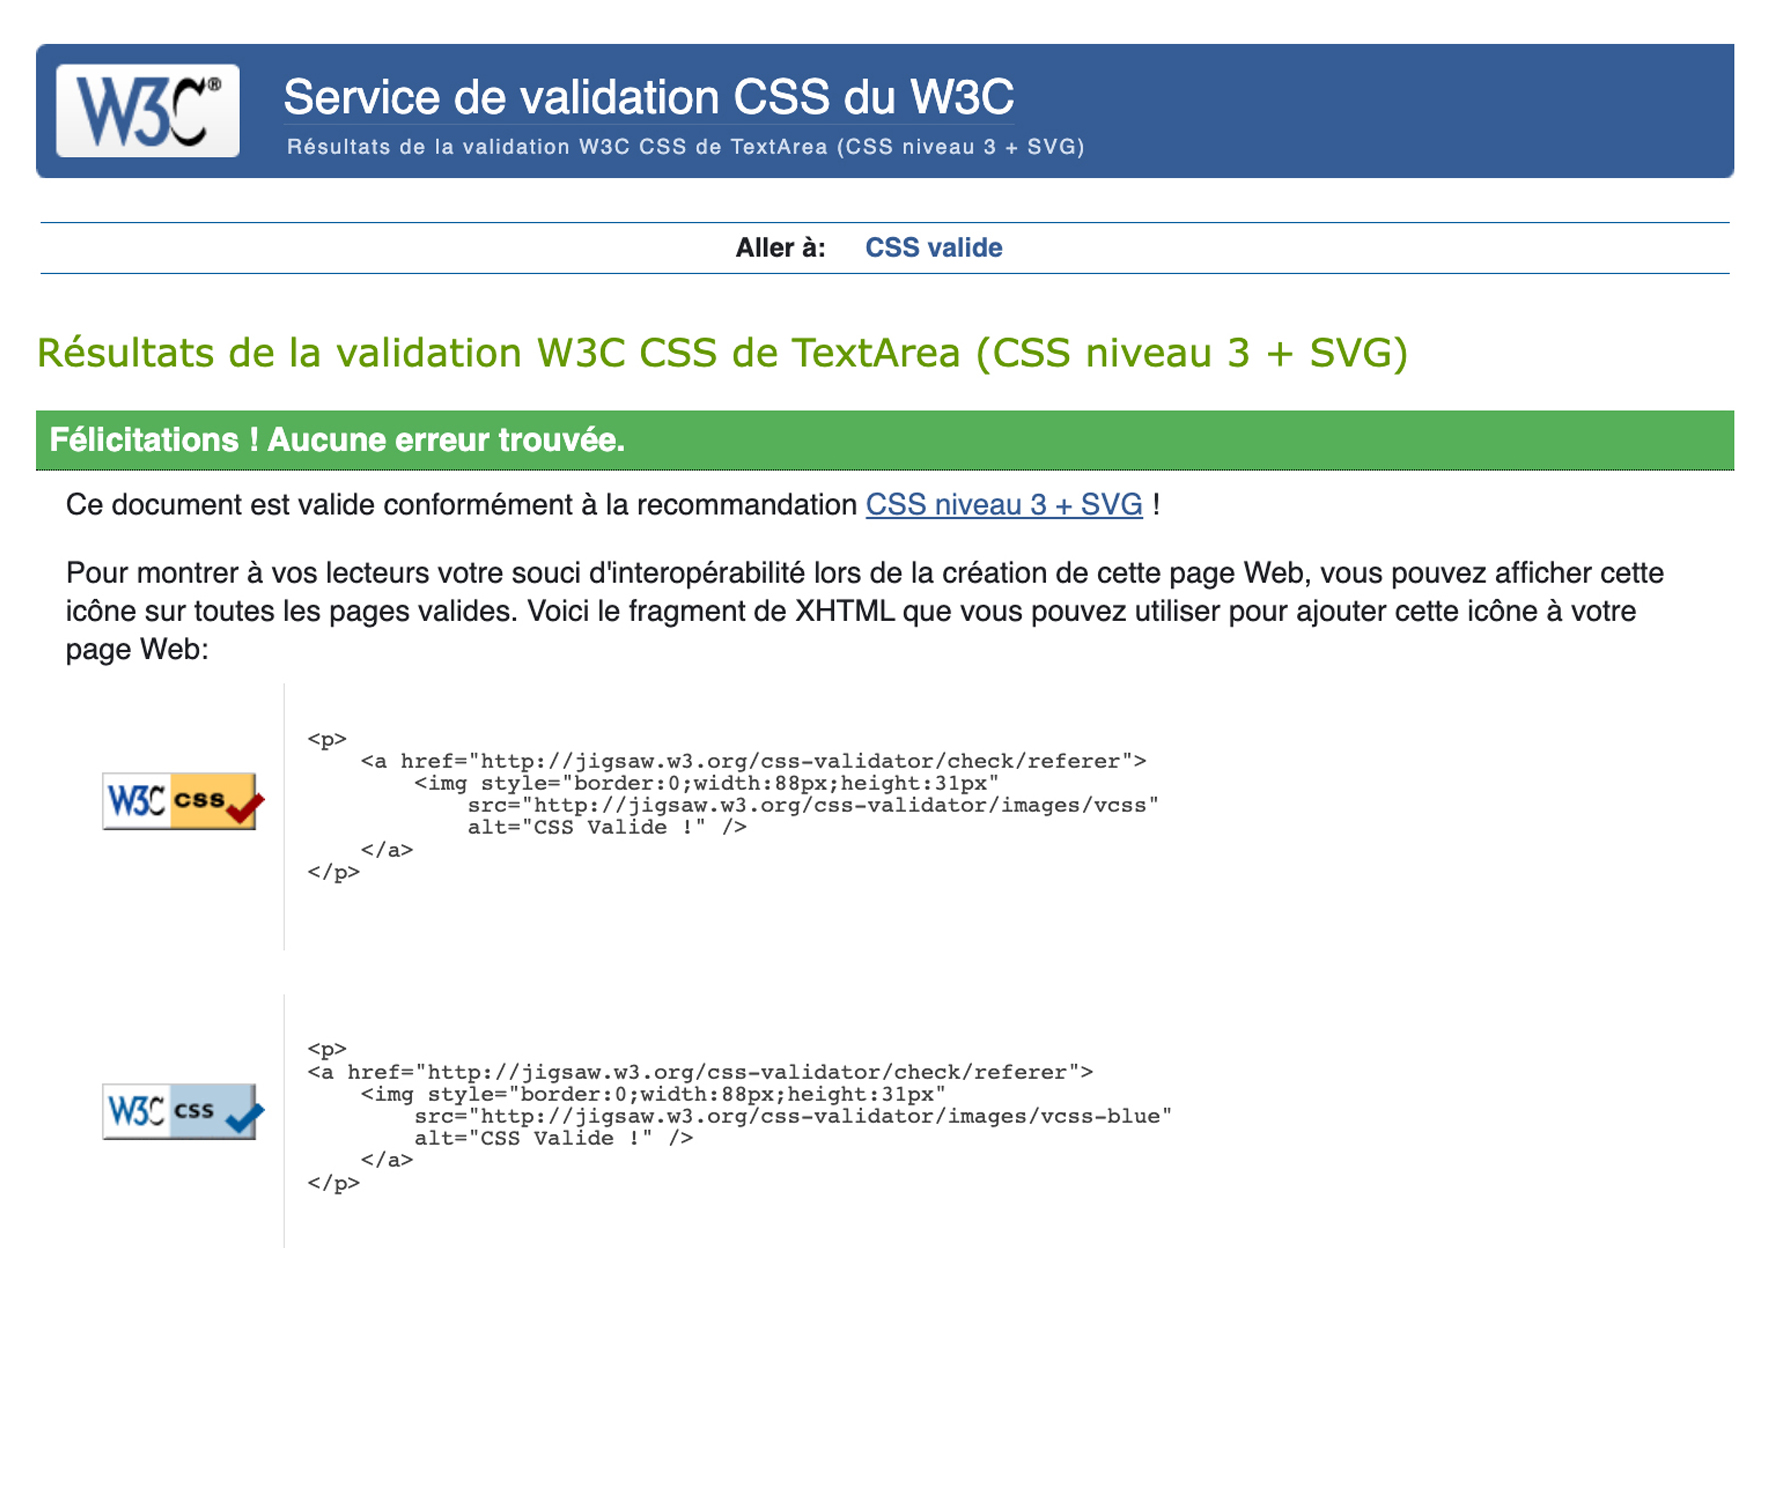 W3C®
Service de validation CSS du W3C
Résultats de la validation W3C CSS de TextArea (CSS niveau 3 + SVG)
Aller à: CSS valide
Résultats de la validation W3C CSS de TextArea (CSS niveau 3 + SVG)
Félicitations ! Aucune erreur trouvée.
Ce document est valide conformément à la recommandation CSS niveau 3 + SVG !
Pour montrer à vos lecteurs votre souci d'interopérabilité lors de la création de cette page Web, vous pouvez afficher cette
icône sur toutes les pages valides. Voici le fragment de XHTML que vous pouvez utiliser pour ajouter cette icône à votre
page Web:
W3C css
<p>
<a href="http://jigsaw.w3.org/css-validator/check/referer">
<img style="border:0;width:88px;height:31px"
src="http://jigsaw.w3.org/css-validator/images/vcss"
alt="CSS Valide !" />
</a>
</p>
W3C css
<p>
<a href="http://jigsaw.w3.org/css-validator/check/referer">
<img style="border:0;width:88px;height:31px"
src="http://jigsaw.w3.org/css-validator/images/vcss-blue"
alt="CSS Valide !" />
</a>
</p>